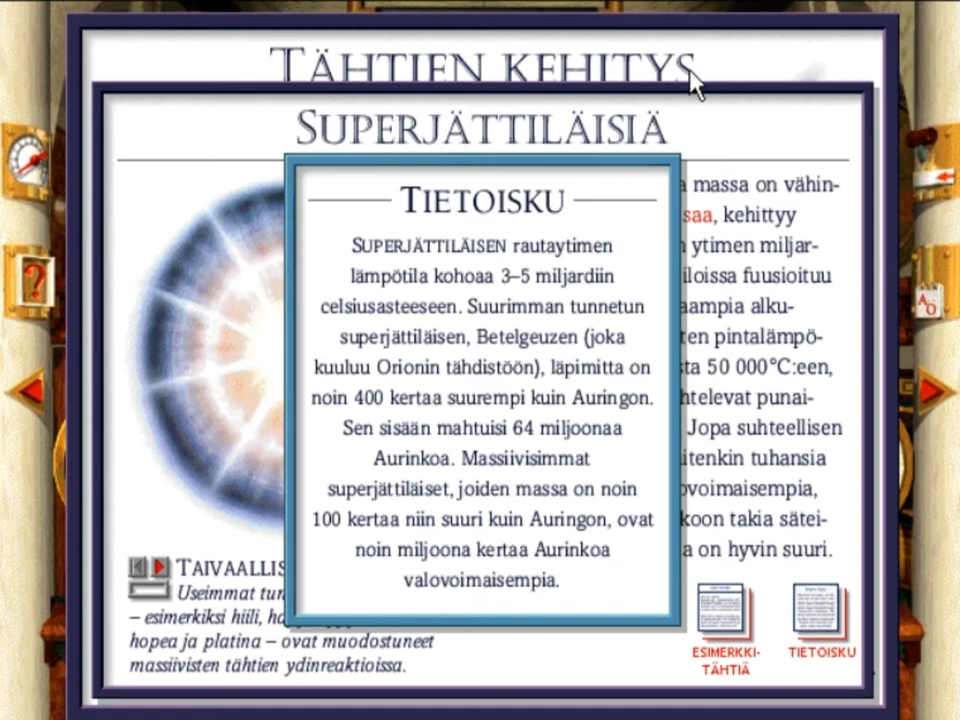 TÄHTIEN KEHITYS
SUPERJÄTTILÄISIÄ
TIETOISKU
SUPERJÄTTILÄISEN rautaytimen
lämpötila kohoaa 3–5 miljardiin
celsiusasteeseen. Suurimman tunnetun
superjättiläisen, Betelgeuzen (joka
kuuluu Orionin tähdistöön), läpimitta on
noin 400 kertaa suurempi kuin Auringon.
Sen sisään mahtuisi 64 miljoonaa
Aurinkoa. Massiivisimmat
superjättiläiset, joiden massa on noin
100 kertaa niin suuri kuin Auringon, ovat
noin miljoona kertaa Aurinkoa
valovoimaisempia.
massa on vähin-
, kehittyy
ytimen miljar-
fuusioituu
alku-
pintalämpö-
50 000°C:een,
punai-
Jopa suhteellisen
tuhansia
koon takia sätei-
on hyvin suuri.
TAIVAALLIS
Useimmat
– esimerkiksi hiili,
hopea ja platina – ovat muodostuneet
massiivisten tähtien ydinreaktioissa.
ESIMERKKI-
TÄHTIÄ
TIETOISKU
?
AÖ